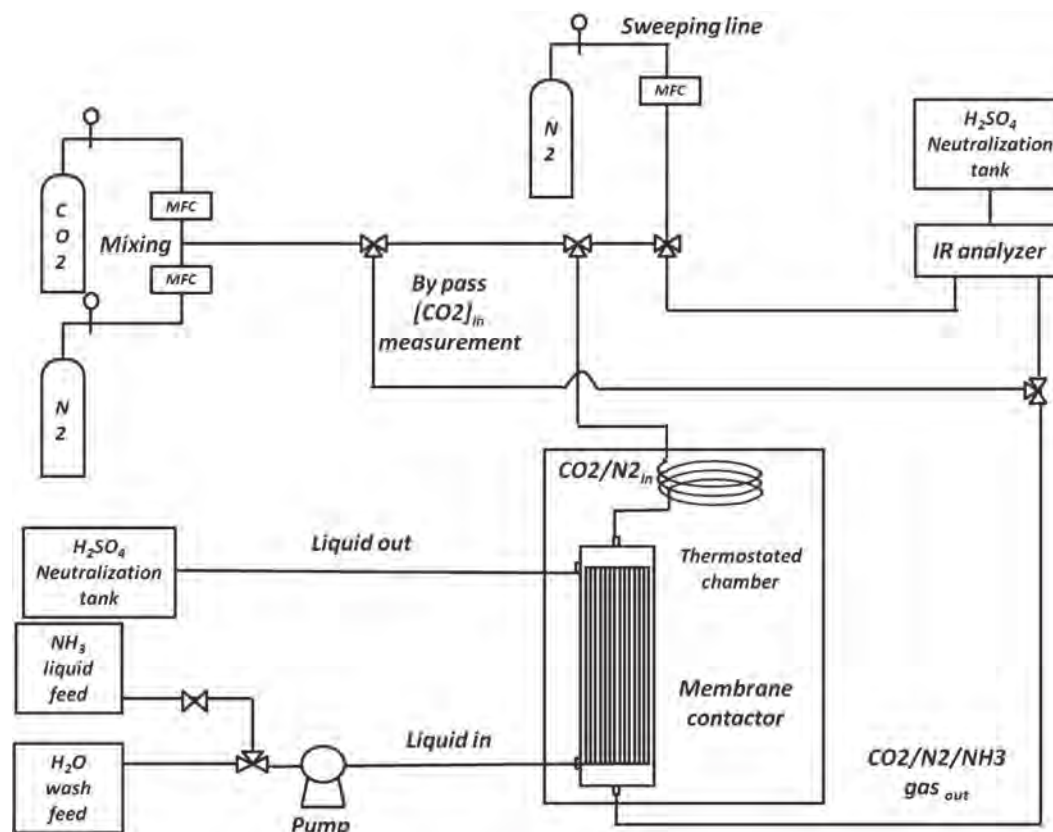 Sweeping line
MFC
N
2
H₂SO₄
Neutralization
tank
C
O
2
MFC
Mixing
MFC
IR analyzer
By pass
[CO2]in
measurement
N
2
CO2/N2in
H₂SO₄
Neutralization
tank
Liquid out
Thermostated
chamber
NH₃
liquid
feed
Membrane
contactor
Liquid in
H₂O
wash
feed
CO2/N2/NH3
gas out
Pump